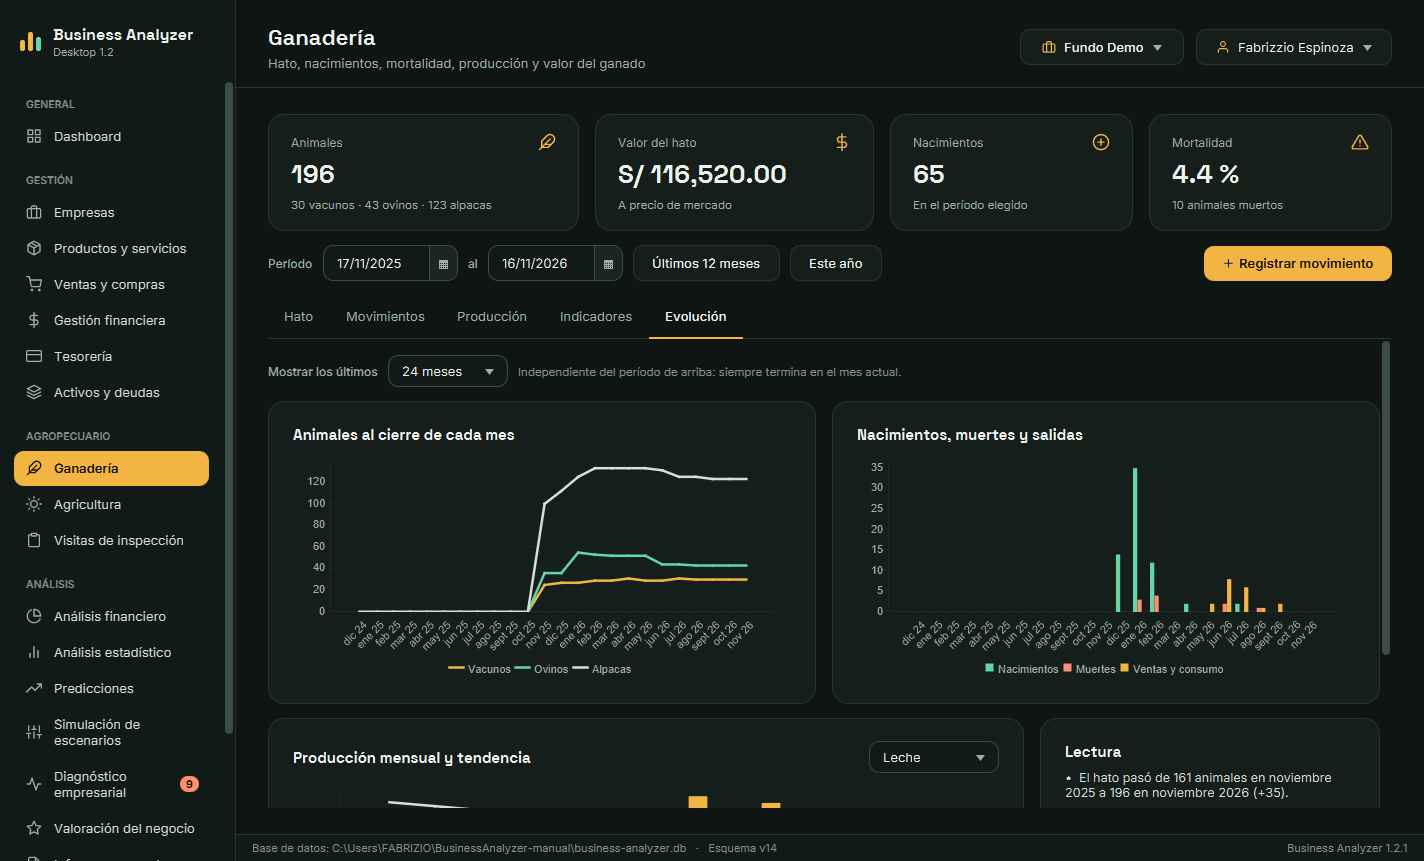 Business Analyzer
Desktop 1.2
GENERAL
Dashboard
GESTIÓN
Empresas
Productos y servicios
Ventas y compras
Gestión financiera
Tesorería
Activos y deudas
AGROPECUARIO
Ganadería
Agricultura
Visitas de inspección
ANÁLISIS
Análisis financiero
Análisis estadístico
Predicciones
Simulación de
escenarios
Diagnóstico
empresarial
9
Valoración del negocio
Ganadería
Hato, nacimientos, mortalidad, producción y valor del ganado
Fundo Demo
Fabrizzio Espinoza
Animales
196
30 vacunos · 43 ovinos · 123 alpacas
Valor del hato
S/ 116,520.00
A precio de mercado
Nacimientos
65
En el período elegido
Mortalidad
4.4 %
10 animales muertos
Período 17/11/2025 al 16/11/2026 Últimos 12 meses Este año
+ Registrar movimiento
Hato Movimientos Producción Indicadores Evolución
Mostrar los últimos 24 meses Independiente del período de arriba: siempre termina en el mes actual.
Animales al cierre de cada mes
120
100
80
60
40
20
0
dic 24 ene 25 feb 25 mar 25 abr 25 may 25 jun 25 jul 25 ago 25 sept 25 oct 25 nov 25 dic 25 ene 26 feb 26 mar 26 abr 26 may 26 jun 26 jul 26 ago 26 sept 26 oct 26 nov 26
Vacunos Ovinos Alpacas
Nacimientos, muertes y salidas
35
30
25
20
15
10
5
0
dic 24 ene 25 feb 25 mar 25 abr 25 may 25 jun 25 jul 25 ago 25 sept 25 oct 25 nov 25 dic 25 ene 26 feb 26 mar 26 abr 26 may 26 jun 26 jul 26 ago 26 sept 26 oct 26 nov 26
Nacimientos Muertes Ventas y consumo
Producción mensual y tendencia
Leche
Lectura
• El hato pasó de 161 animales en noviembre
2025 a 196 en noviembre 2026 (+35).
Base de datos: C:\Users\FABRIZIO\BusinessAnalyzer-manual\business-analyzer.db · Esquema v14
Business Analyzer 1.2.1